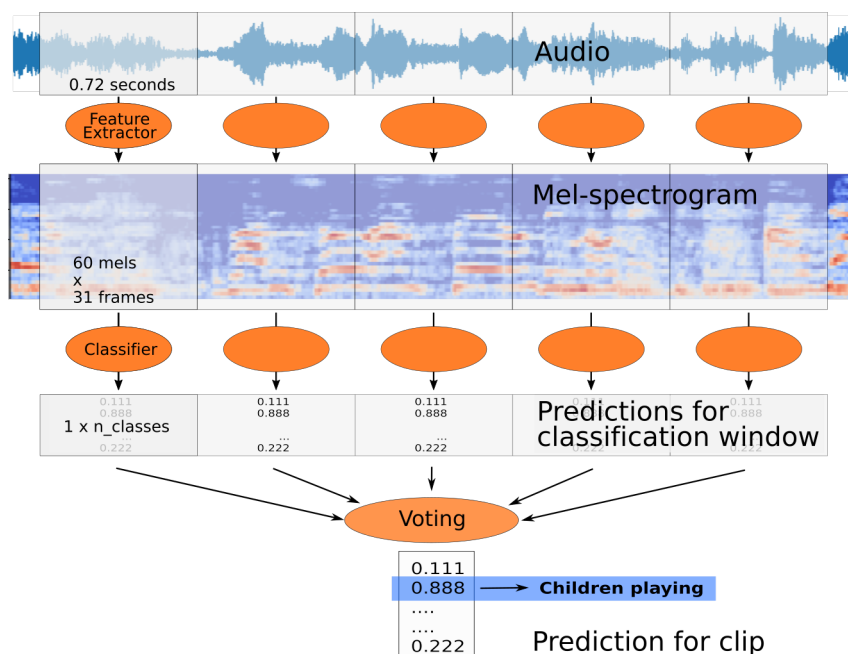 Audio
0.72 seconds
Feature
Extractor
Mel-spectrogram
60 mels
x
31 frames
Classifier
0.111
0.888
1 x n_classes
...
0.222
0.111
0.888
...
0.222
0.111
0.888
...
0.222
0.111
0.888
...
0.222
0.111
0.888
...
0.222
Predictions for
classification window
Voting
0.111
0.888
Children playing
....
....
0.222
Prediction for clip